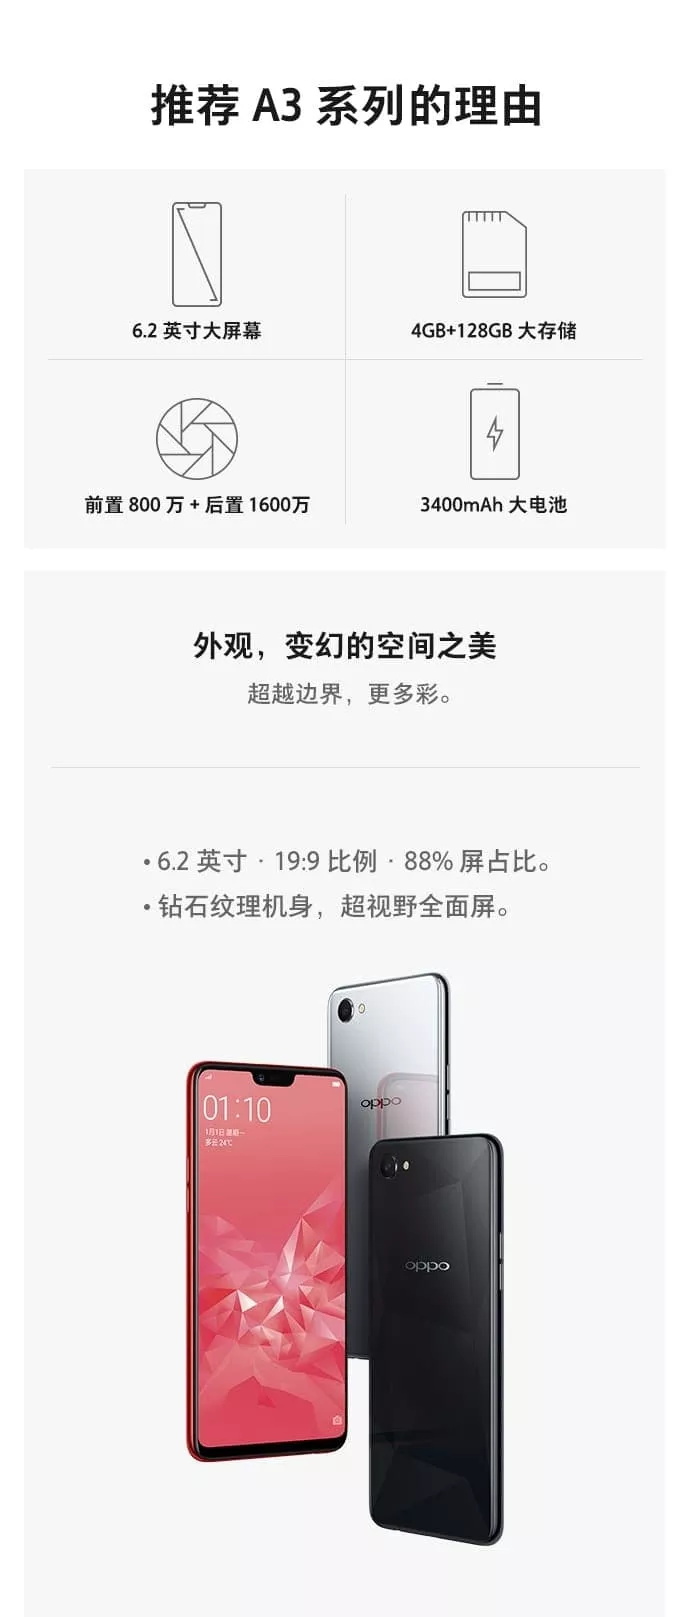 推荐 A3 系列的理由
6.2 英寸大屏幕
4GB+128GB 大存储
前置 800 万 + 后置 1600万
3400mAh 大电池
外观，变幻的空间之美
超越边界，更多彩。
• 6.2 英寸 · 19:9 比例 · 88% 屏占比。
• 钻石纹理机身，超视野全面屏。
oppo
01:10
1月1日 星期一
多云 24℃
oppo